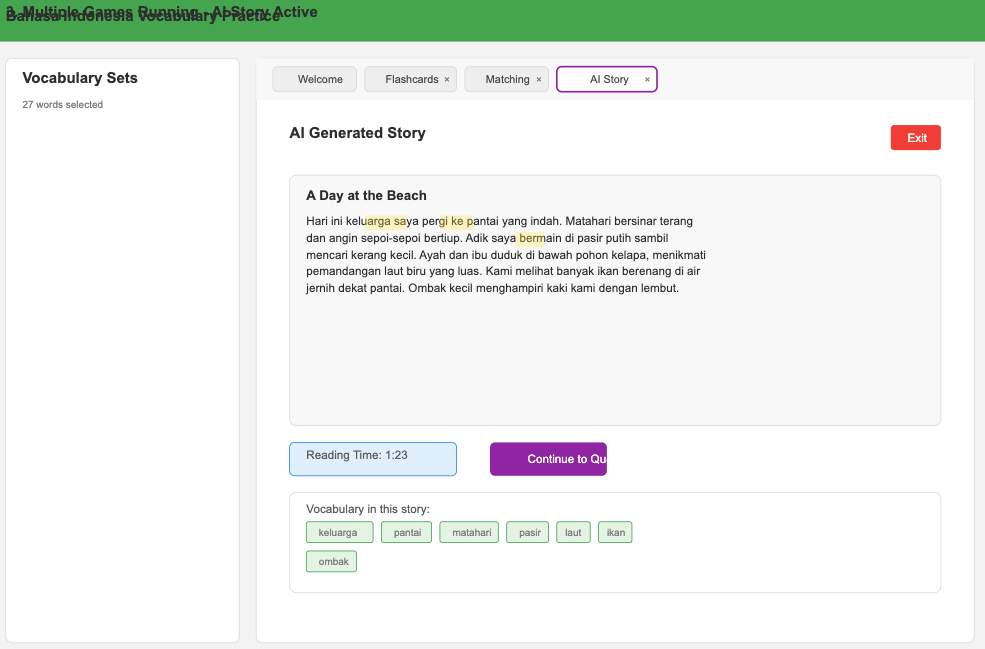 3. Multiple Games Running - AI Story Active
Bahasa Indonesia Vocabulary Practice
Vocabulary Sets
27 words selected
Welcome
Flashcards ×
Matching ×
AI Story ×
AI Generated Story
Exit
A Day at the Beach
Hari ini keluarga saya pergi ke pantai yang indah. Matahari bersinar terang
dan angin sepoi-sepoi bertiup. Adik saya bermain di pasir putih sambil
mencari kerang kecil. Ayah dan ibu duduk di bawah pohon kelapa, menikmati
pemandangan laut biru yang luas. Kami melihat banyak ikan berenang di air
jernih dekat pantai. Ombak kecil menghampiri kaki kami dengan lembut.
Reading Time: 1:23
Continue to Qu
Vocabulary in this story:
keluarga
pantai
matahari
pasir
laut
ikan
ombak